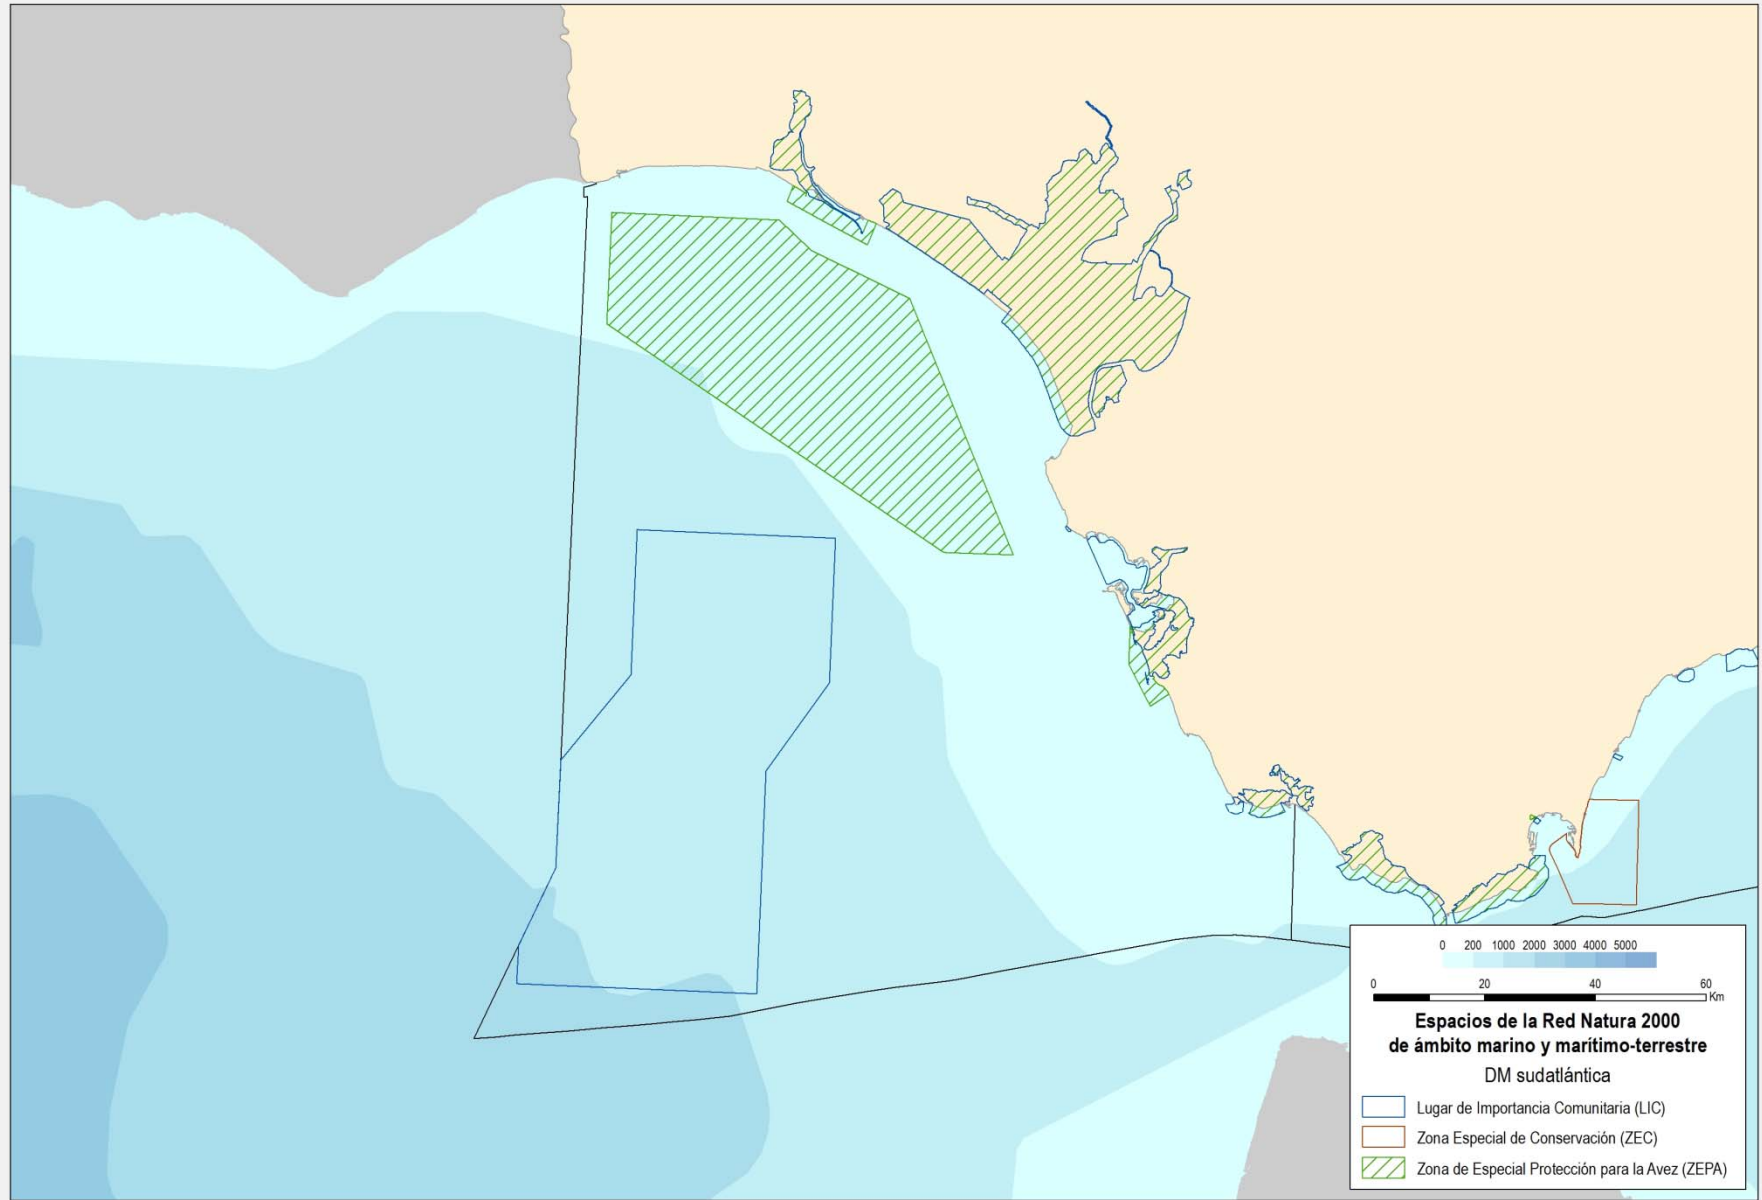 0 200 1000 2000 3000 4000 5000
0 20 40 60
Km
Espacios de la Red Natura 2000
de ámbito marino y marítimo-terrestre
DM sudatlántica
Lugar de Importancia Comunitaria (LIC)
Zona Especial de Conservación (ZEC)
Zona de Especial Protección para la Avez (ZEPA)